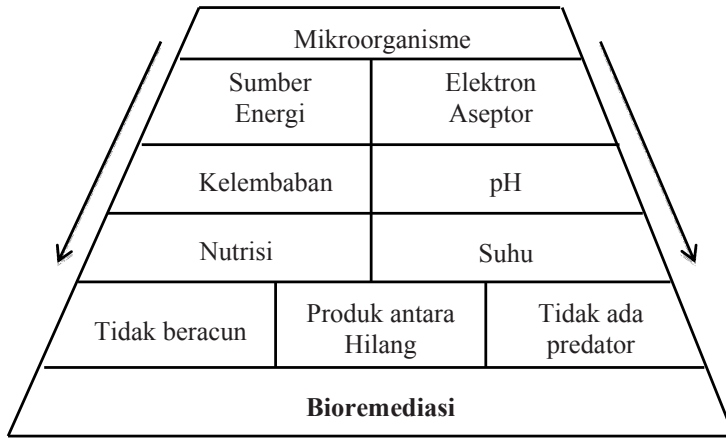 Mikroorganisme
Sumber
Energi
Elektron
Aseptor
Kelembaban
pH
Nutrisi
Suhu
Tidak beracun
Produk antara
Hilang
Tidak ada
predator
Bioremediasi